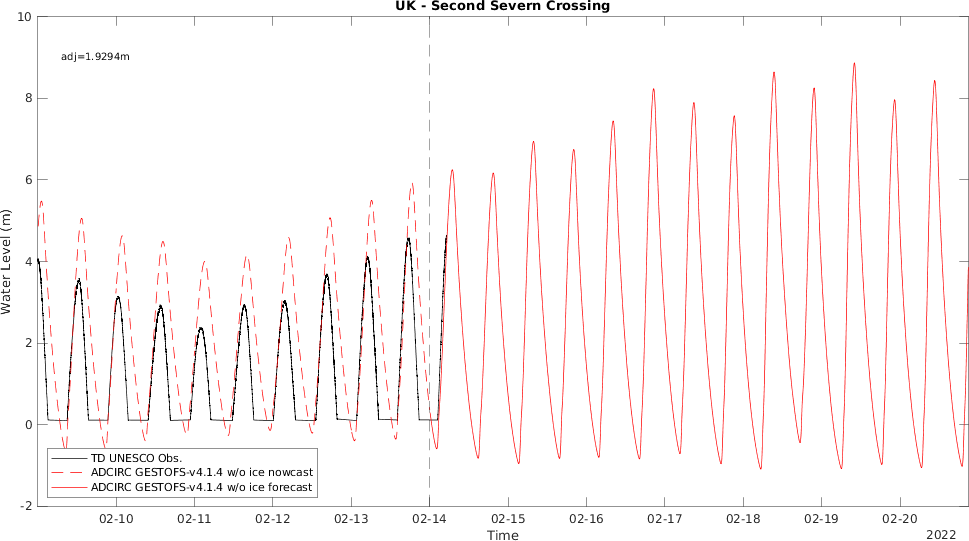 UK - Second Severn Crossing
adj=1.9294m
Water Level (m)
10
8
6
4
2
0
-2
TD UNESCO Obs.
ADCIRC GESTOFS-v4.1.4 w/o ice nowcast
ADCIRC GESTOFS-v4.1.4 w/o ice forecast
02-10 02-11 02-12 02-13 02-14 02-15 02-16 02-17 02-18 02-19 02-20
Time
2022